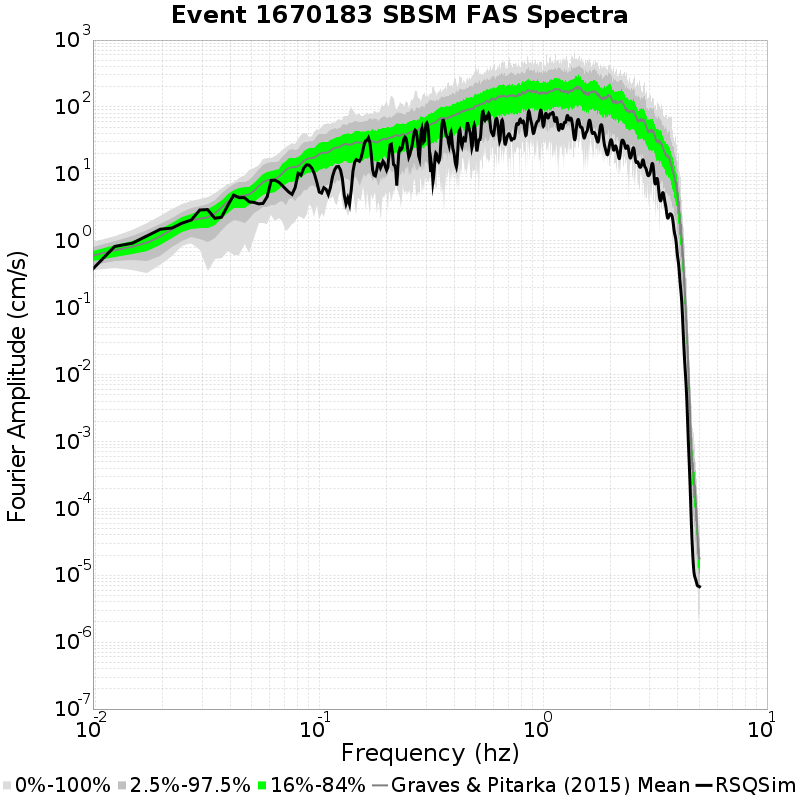 Event 1670183 SBSM FAS Spectra
Fourier Amplitude (cm/s)
10³
10²
10¹
10⁰
10⁻¹
10⁻²
10⁻³
10⁻⁴
10⁻⁵
10⁻⁶
10⁻⁷
10⁻² 10⁻¹ 10⁰ 10¹
Frequency (hz)
0%-100% 2.5%-97.5% 16%-84% Graves & Pitarka (2015) Mean RSQSim